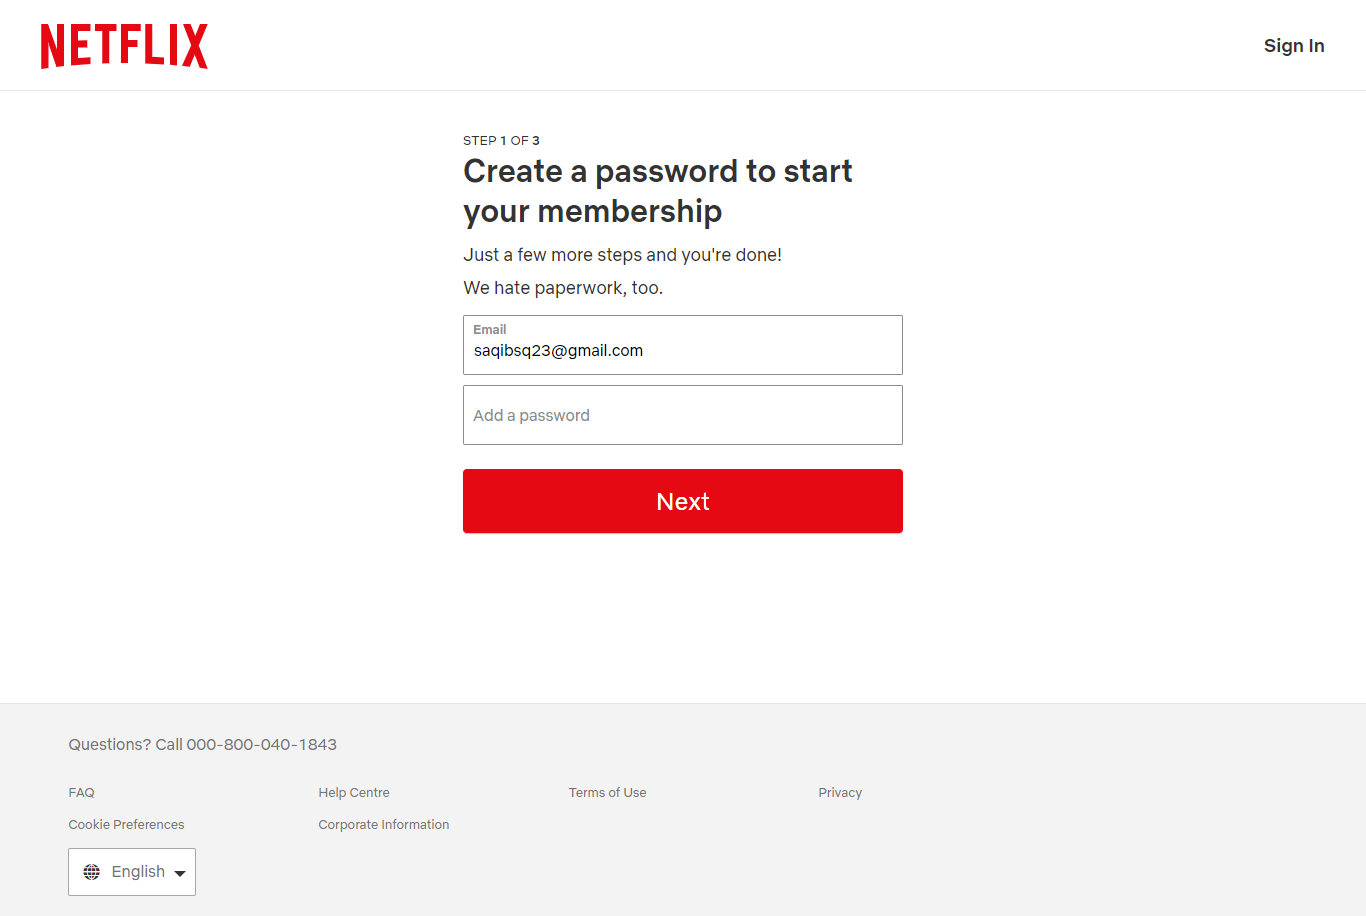 NETFLIX
Sign In
STEP 1 OF 3
Create a password to start
your membership
Just a few more steps and you're done!
We hate paperwork, too.
Email
saqibsq23@gmail.com
Add a password
Next
Questions? Call 000-800-040-1843
FAQ
Help Centre
Terms of Use
Privacy
Cookie Preferences
Corporate Information
English